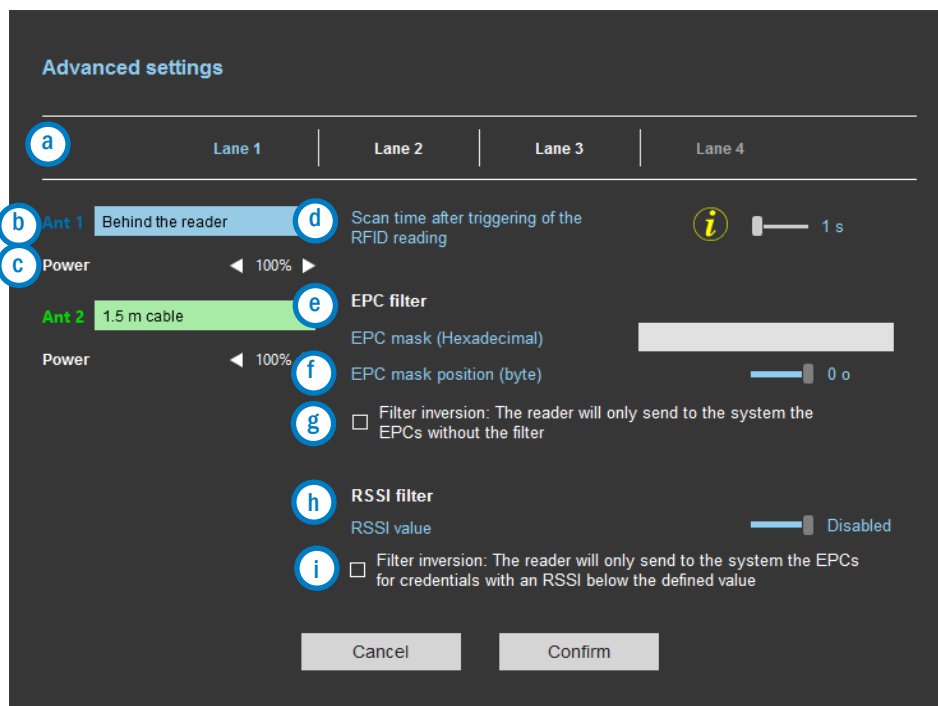 Advanced settings
a
Lane 1 Lane 2 Lane 3 Lane 4
b
Ant 1 Behind the reader
c
Power 100%
Ant 2 1.5 m cable
Power 100%
d
Scan time after triggering of the
RFID reading
i 1 s
e
EPC filter
EPC mask (Hexadecimal)
f
EPC mask position (byte) 0 o
g
Filter inversion: The reader will only send to the system the
EPCs without the filter
h
RSSI filter
RSSI value Disabled
i
Filter inversion: The reader will only send to the system the EPCs
for credentials with an RSSI below the defined value
Cancel Confirm